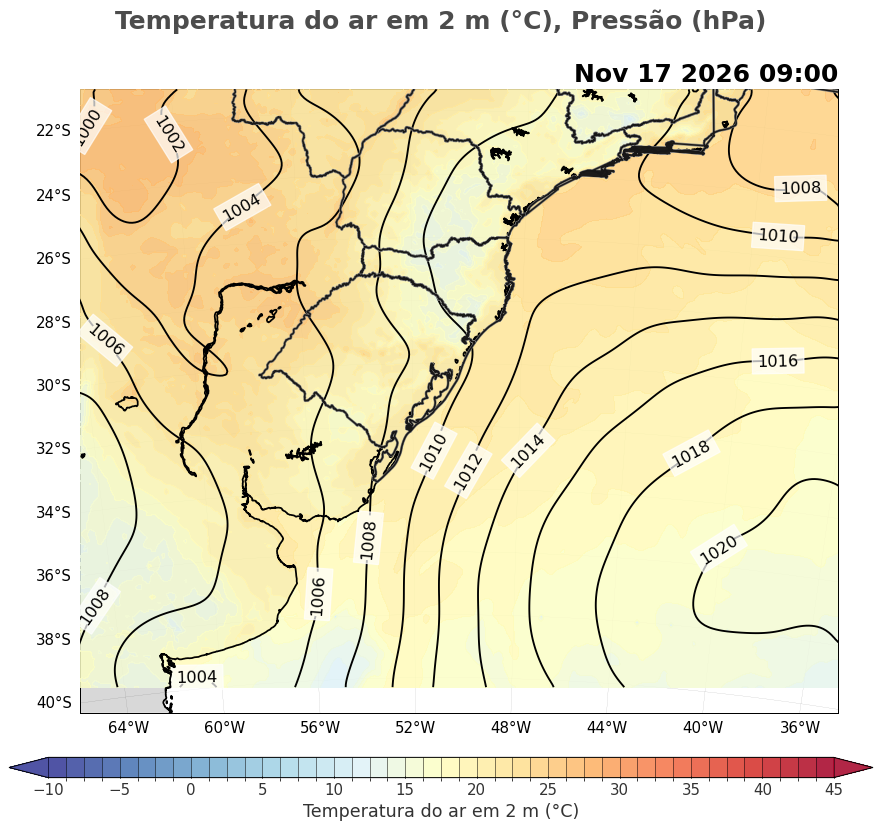 Temperatura do ar em 2 m (°C), Pressão (hPa)
Nov 17 2026 09:00
1000
1002
1004
1008
1010
1006
1016
1010
1012
1014
1018
1020
1008
1006
1008
1004
22°S
24°S
26°S
28°S
30°S
32°S
34°S
36°S
38°S
40°S
64°W 60°W 56°W 52°W 48°W 44°W 40°W 36°W
−10 −5 0 5 10 15 20 25 30 35 40 45
Temperatura do ar em 2 m (°C)